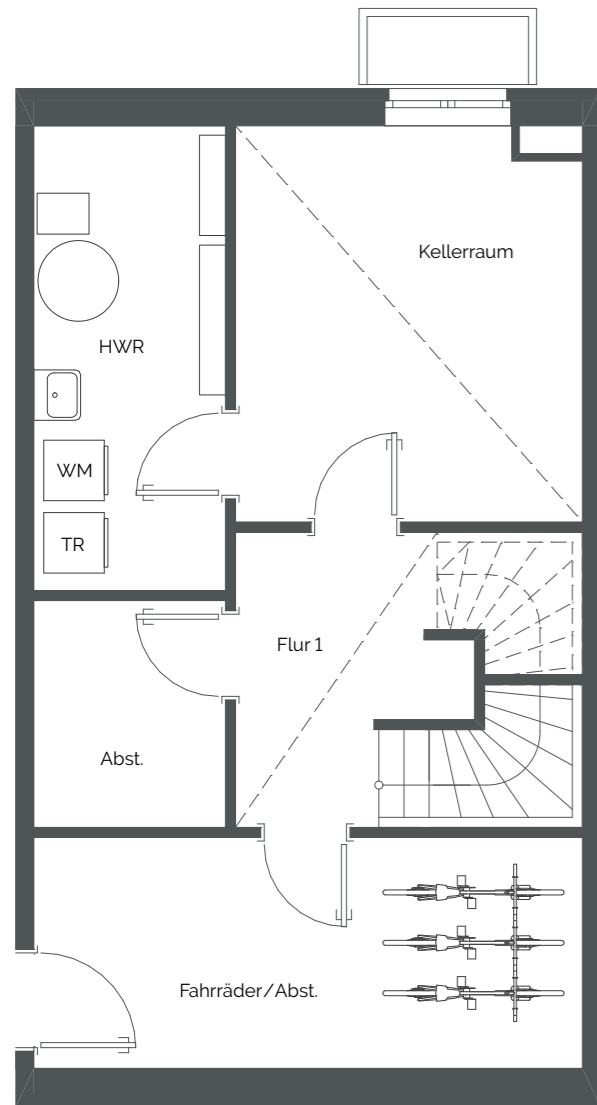 Kellerraum
HWR
WM
TR
Flur 1
Abst.
Fahrräder/Abst.